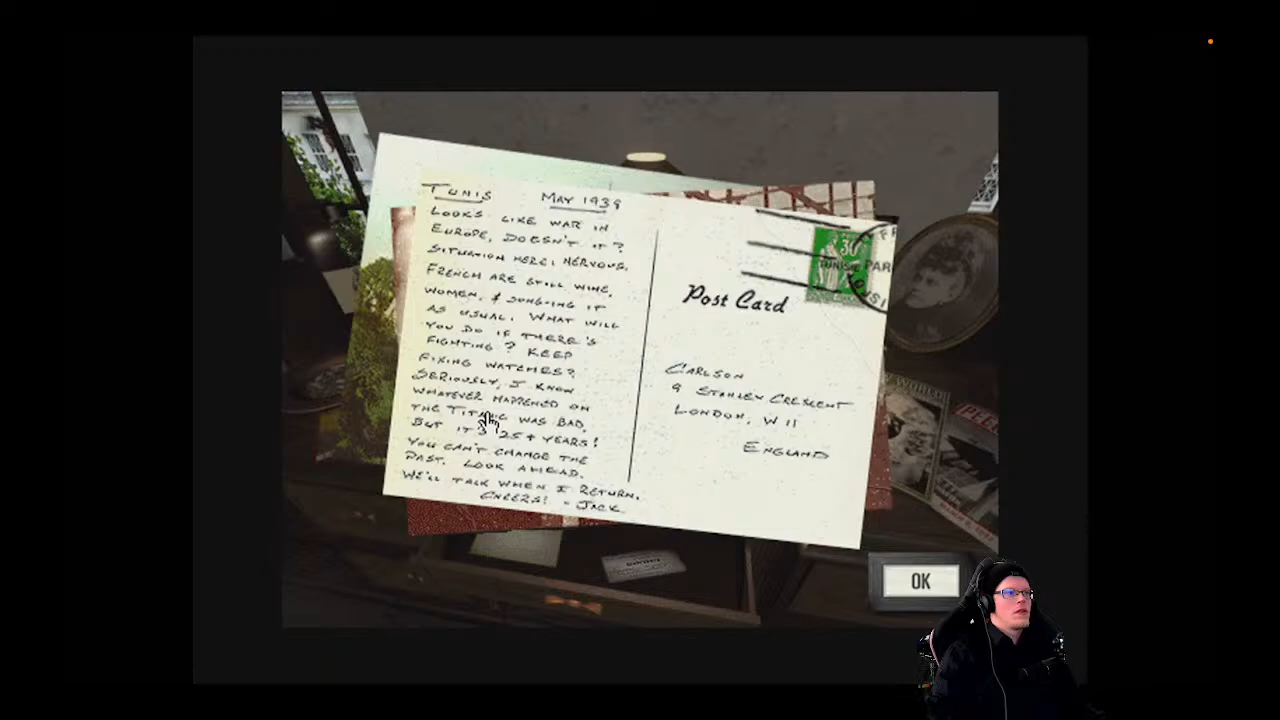 TUNIS MAY 1939
LOOKS LIKE WAR IN
EUROPE, DOESN'T IT?
SITUATION HERE: NERVOUS.
FRENCH ARE STILL WINE,
WOMEN, & SONG-ING IT
AS USUAL. WHAT WILL
YOU DO IF THERE'S
FIGHTING? KEEP
FIXING WATCHES?
SERIOUSLY, I KNOW
WHATEVER HAPPENED ON
THE TITANIC WAS BAD,
BUT IT'S 25+ YEARS!
YOU CAN'T CHANGE THE
PAST. LOOK AHEAD.
WE'LL TALK WHEN I RETURN.
CHEERS! - JACK
30
TUNIS
Post Card
CARLSON
9 STANLEY CRESCENT
LONDON, W 11
ENGLAND
OK